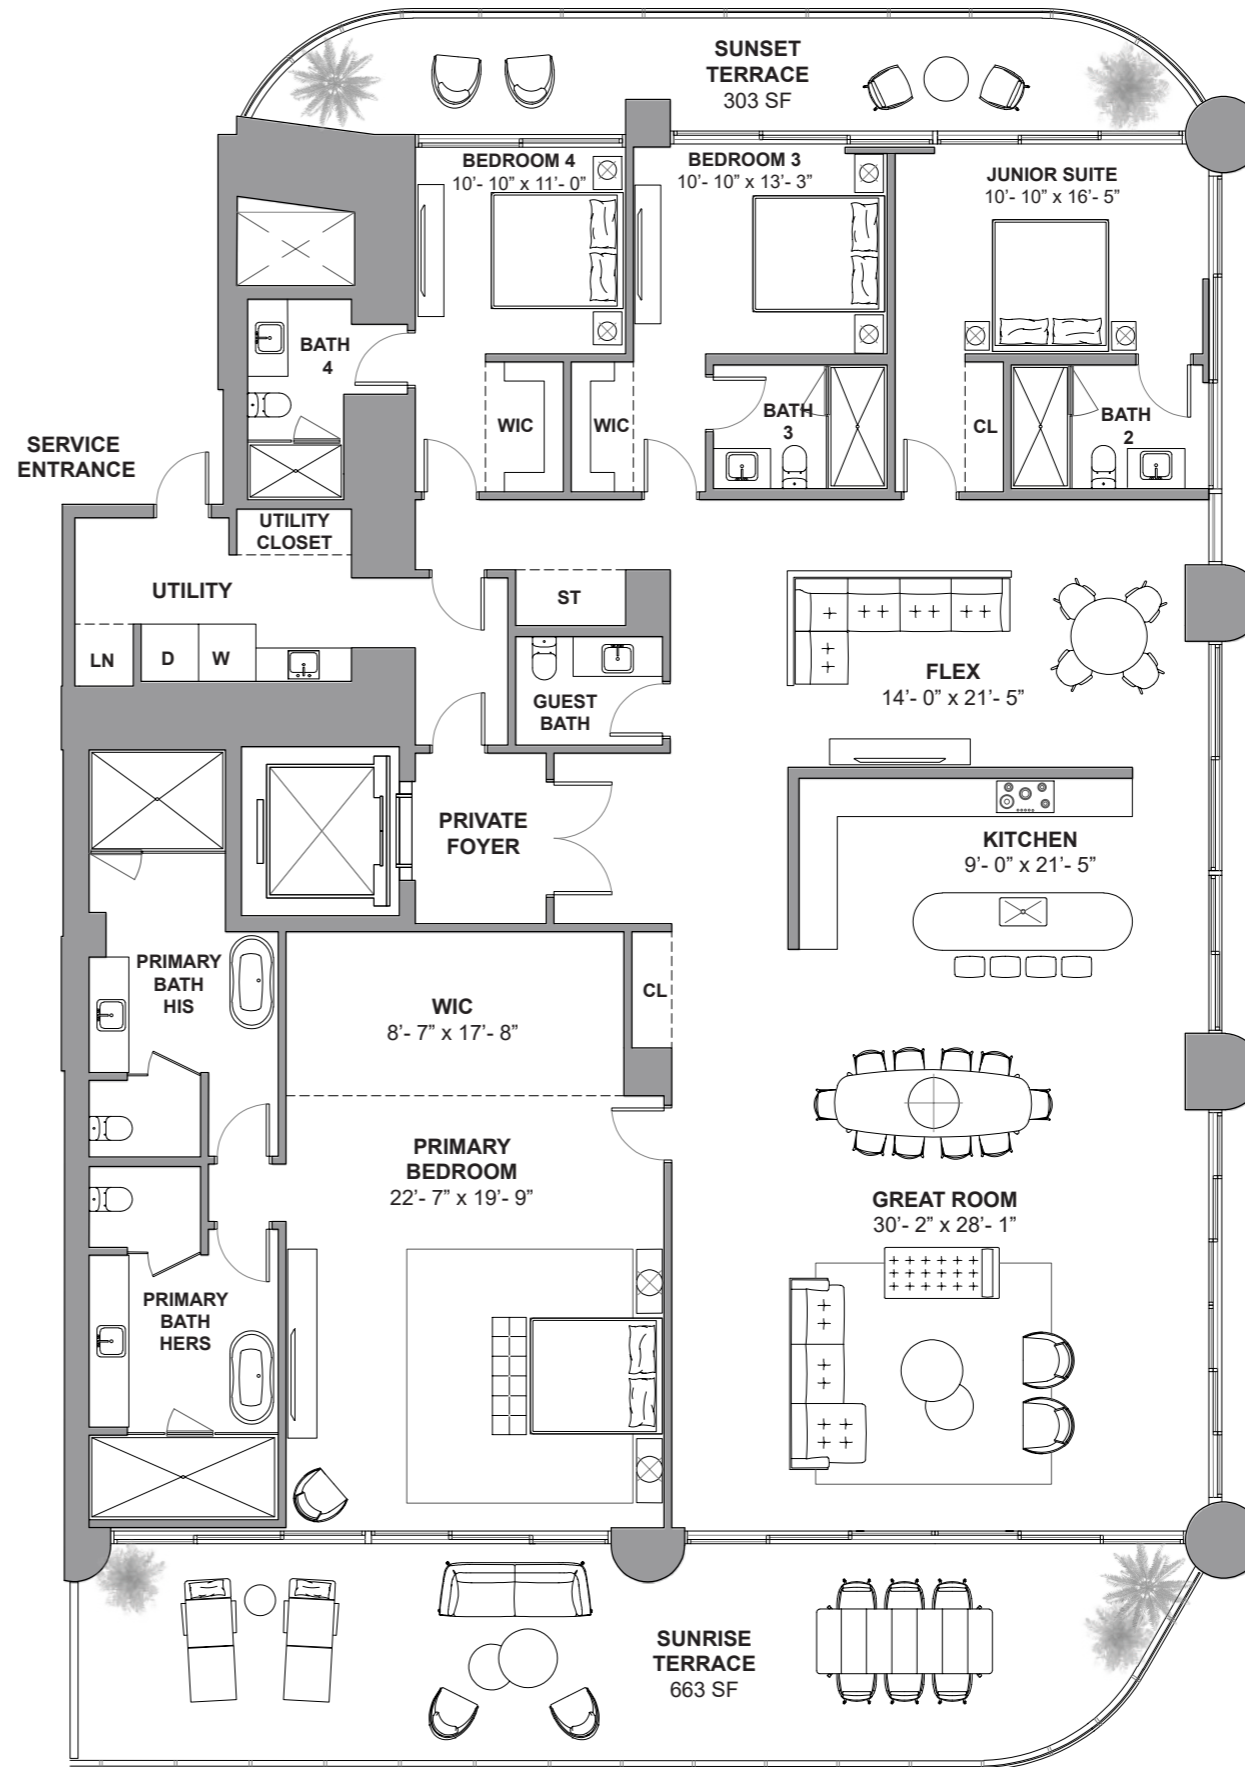 SUNSET
TERRACE
303 SF
BEDROOM 4
10’- 10” x 11’- 0”
BEDROOM 3
10’- 10” x 13’- 3”
JUNIOR SUITE
10’- 10” x 16’- 5”
BATH
4
WIC
WIC
BATH
3
CL
BATH
2
SERVICE
ENTRANCE
UTILITY
CLOSET
UTILITY
ST
LN
D
W
GUEST
BATH
FLEX
14’- 0” x 21’- 5”
PRIVATE
FOYER
KITCHEN
9’- 0” x 21’- 5”
PRIMARY
BATH
HIS
WIC
8’- 7” x 17’- 8”
CL
PRIMARY
BEDROOM
22’- 7” x 19’- 9”
GREAT ROOM
30’- 2” x 28’- 1”
PRIMARY
BATH
HERS
SUNRISE
TERRACE
663 SF